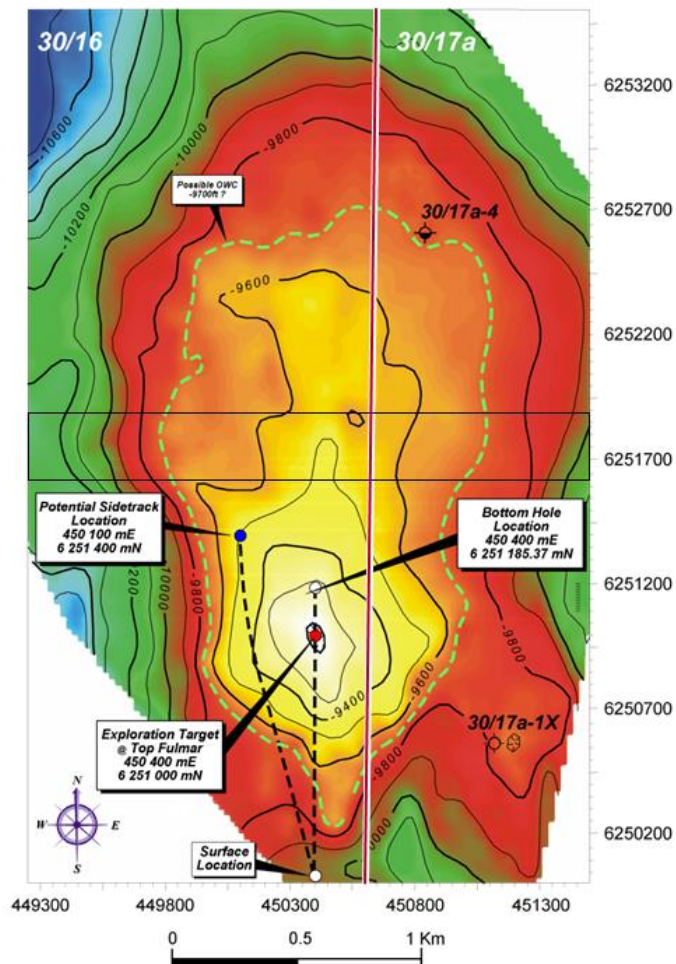 30/16
30/17a
-10600
-10000
-9800
-10200
Possible OWC
-9700ft ?
30/17a-4
-9600
Potential Sidetrack
Location
450 100 mE
6 251 400 mN
Bottom Hole
Location
450 400 mE
6 251 185.37 mN
-10200
-10000
-9800
-9800
-9600
-9400
30/17a-1X
Exploration Target
@ Top Fulmar
450 400 mE
6 251 000 mN
-9800
N
W
E
S
Surface
Location
6253200
6252700
6252200
6251700
6251200
6250700
6250200
449300
449800
450300
450800
451300
0
0.5
1 Km